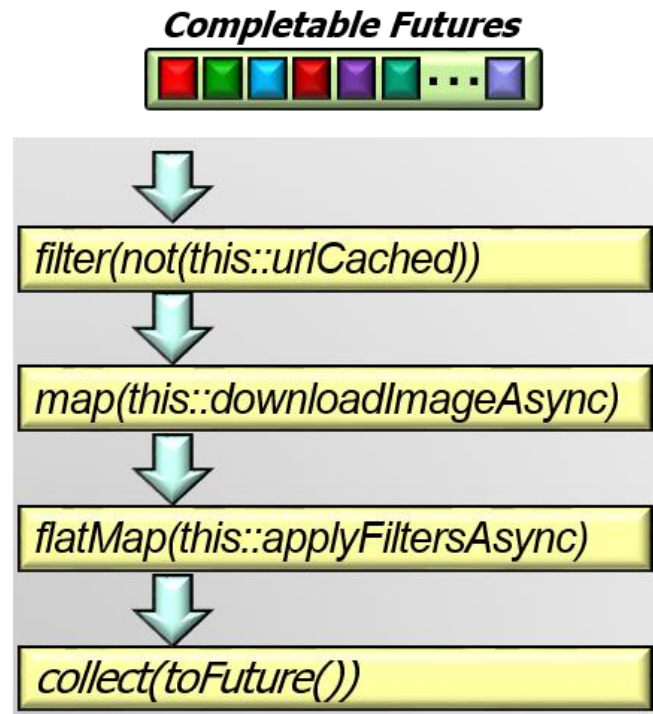 Completable Futures
...
filter(not(this::urlCached))
map(this::downloadImageAsync)
flatMap(this::applyFiltersAsync)
collect(toFuture())